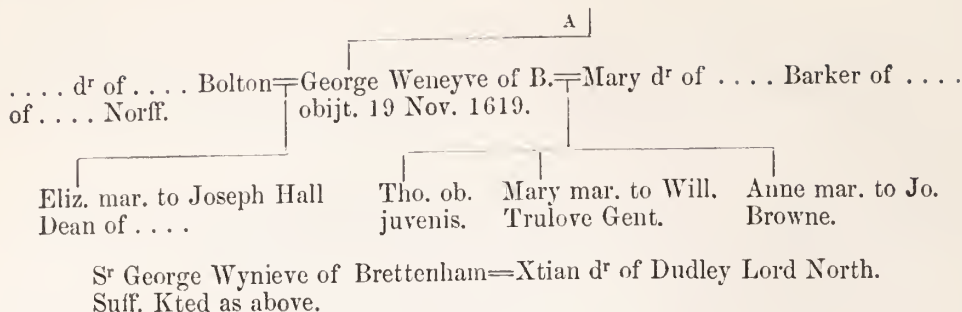 A
. . . . dʳ of . . . . Bolton=George Weneyve of B.=Mary dʳ of . . . . Barker of . . . .
of . . . . Norff. obijt. 19 Nov. 1619.
Eliz. mar. to Joseph Hall Tho. ob. Mary mar. to Will. Anne mar. to Jo.
Dean of . . . . juvenis. Trulove Gent. Browne.
Sʳ George Wynieve of Brettenham=Xtian dʳ of Dudley Lord North.
Suff. Kted as above.